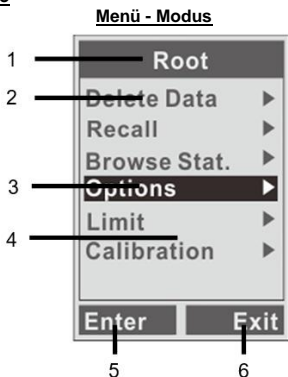 Menü - Modus
1 Root
2 Delete Data
Recall
Browse Stat.
3 Options
Limit
4
Calibration
Enter Exit
5 6